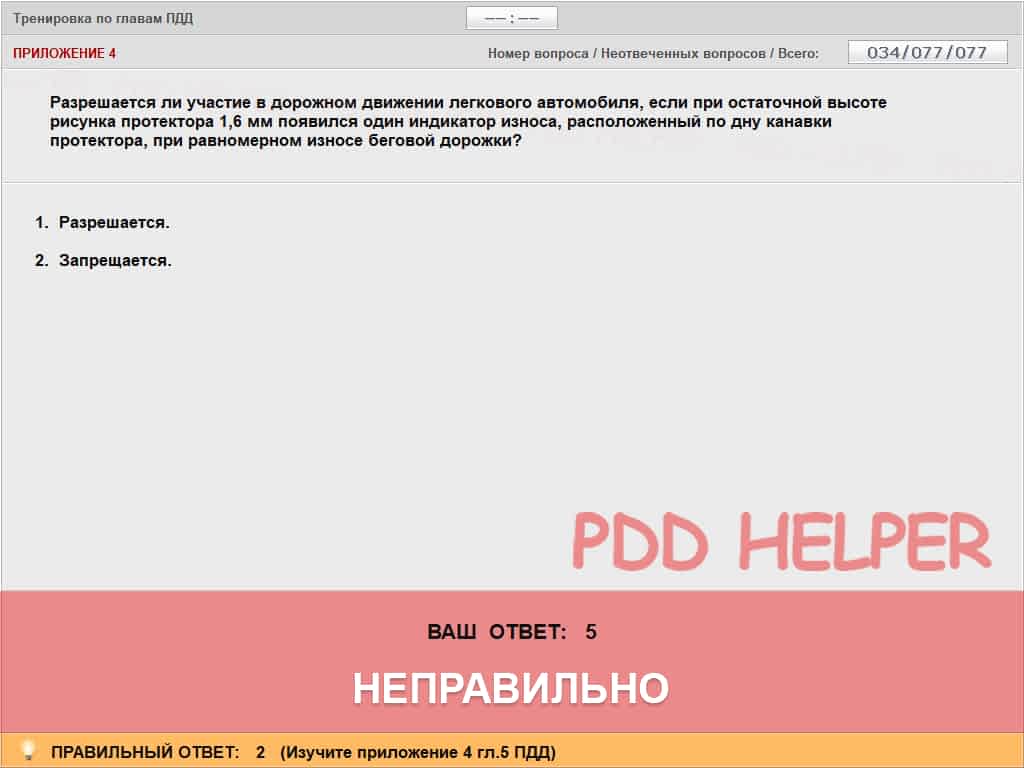 Тренировка по главам ПДД
—— : ——
ПРИЛОЖЕНИЕ 4
Номер вопроса / Неотвеченных вопросов / Всего:
034/077/077
Разрешается ли участие в дорожном движении легкового автомобиля, если при остаточной высоте
рисунка протектора 1,6 мм появился один индикатор износа, расположенный по дну канавки
протектора, при равномерном износе беговой дорожки?
1. Разрешается.
2. Запрещается.
PDD HELPER
ВАШ ОТВЕТ: 5
НЕПРАВИЛЬНО
ПРАВИЛЬНЫЙ ОТВЕТ: 2 (Изучите приложение 4 гл.5 ПДД)